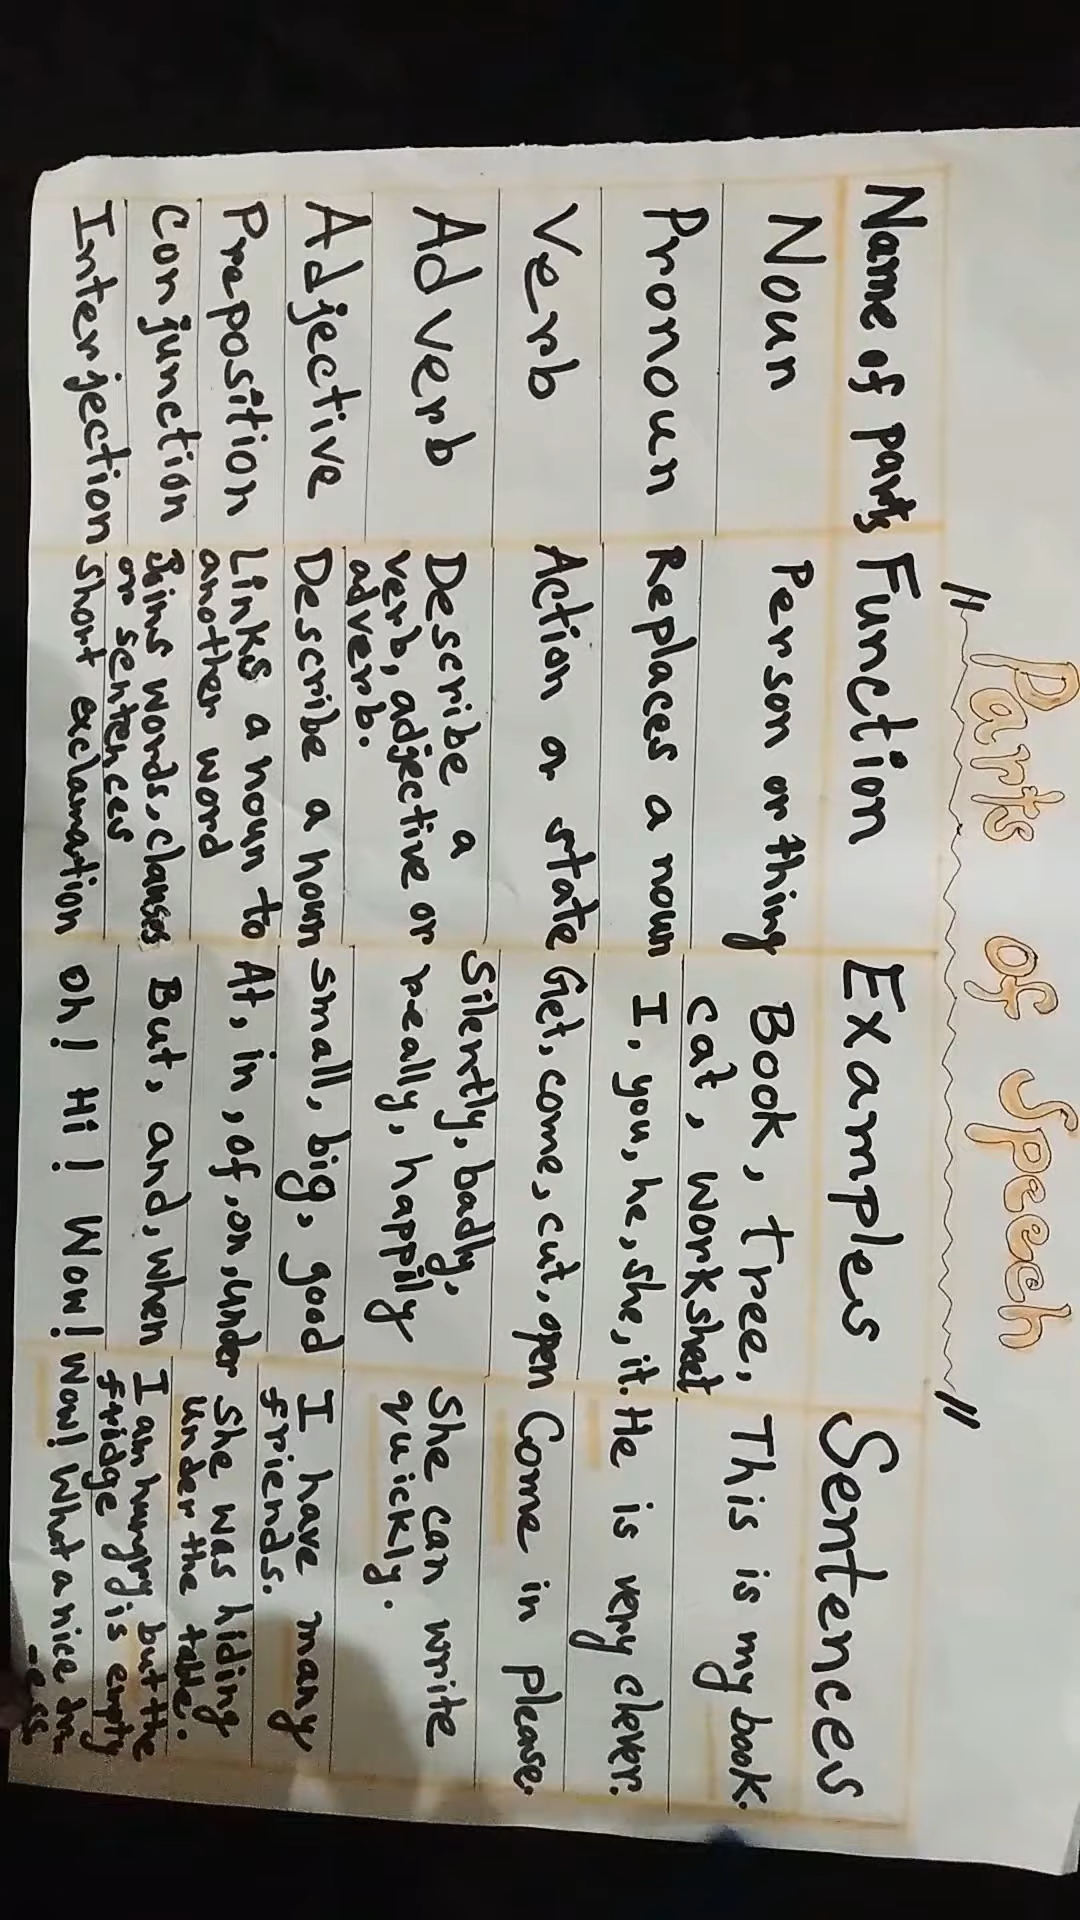 "Parts of Speech"
Name of parts Function Examples Sentences
Noun Person or thing Book, tree, cat, worksheet This is my book.
Pronoun Replaces a noun I, you, he, she, it. He is very clever.
Verb Action or state Get, come, cut, open Come in please.
Adverb Describe a verb, adjective or adverb. Silently, badly, really, happily She can write quickly.
Adjective Describe a noun small, big, good I have many friends.
Preposition Links a noun to another word At, in, of, on, under She was hiding under the table.
Conjunction Joins words, clauses or sentences But, and, when I am hungry but the fridge is empty
Interjection Short exclamation Oh! Hi! Wow! Wow! What a nice dr-ess.